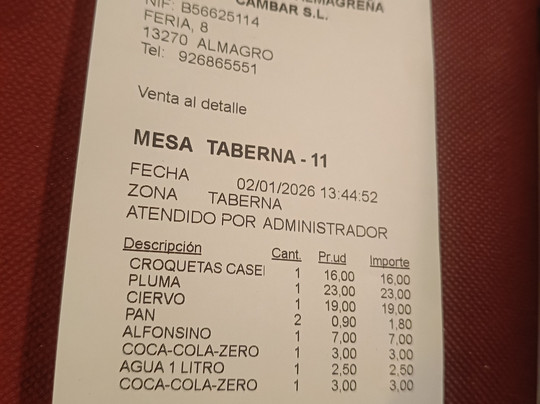 ALMAGREÑA
CAMBAR S.L.
NIF: B56625114
FERIA, 8
13270 ALMAGRO
Tel: 926865551
Venta al detalle
MESA TABERNA - 11
FECHA 02/01/2026 13:44:52
ZONA TABERNA
ATENDIDO POR ADMINISTRADOR
Descripción Cant. Pr.ud Importe
CROQUETAS CASEI 1 16,00 16,00
PLUMA 1 23,00 23,00
CIERVO 1 19,00 19,00
PAN 2 0,90 1,80
ALFONSINO 1 7,00 7,00
COCA-COLA-ZERO 1 3,00 3,00
AGUA 1 LITRO 1 2,50 2,50
COCA-COLA-ZERO 1 3,00 3,00